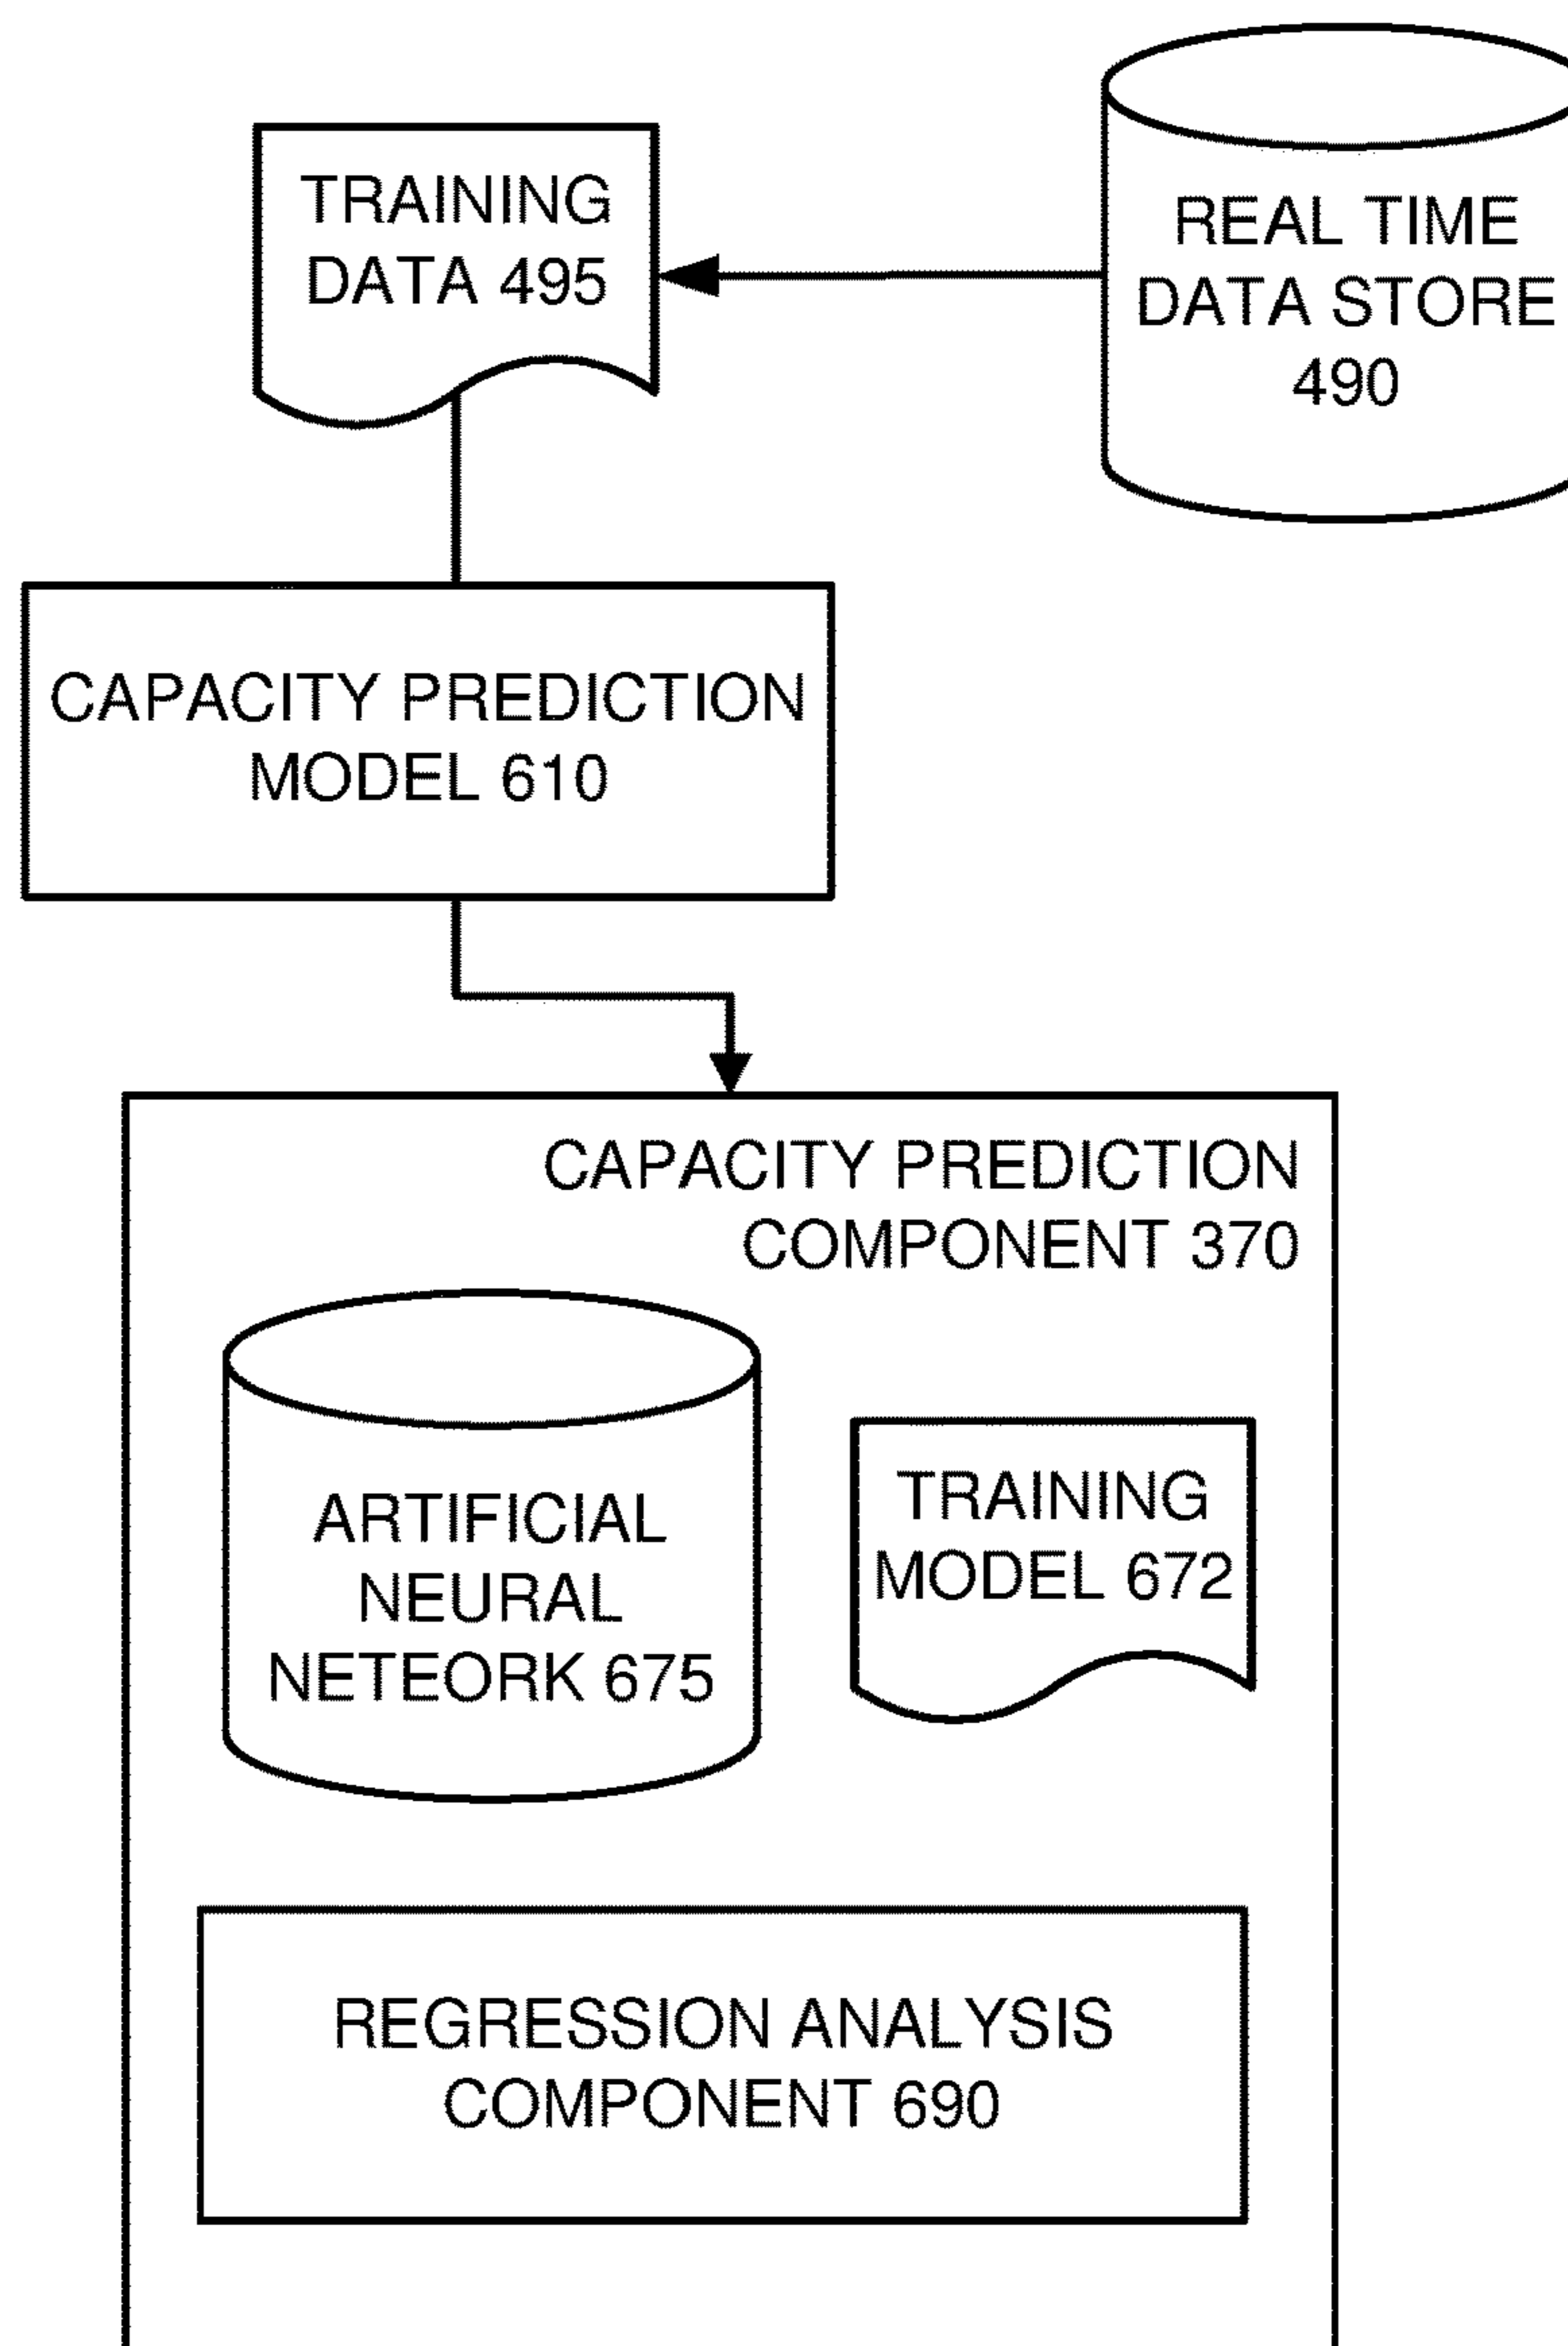 TRAINING
DATA 495
REAL TIME
DATA STORE
490
CAPACITY PREDICTION
MODEL 610
CAPACITY PREDICTION
COMPONENT 370
ARTIFICIAL
NEURAL
NETEORK 675
TRAINING
MODEL 672
REGRESSION ANALYSIS
COMPONENT 690